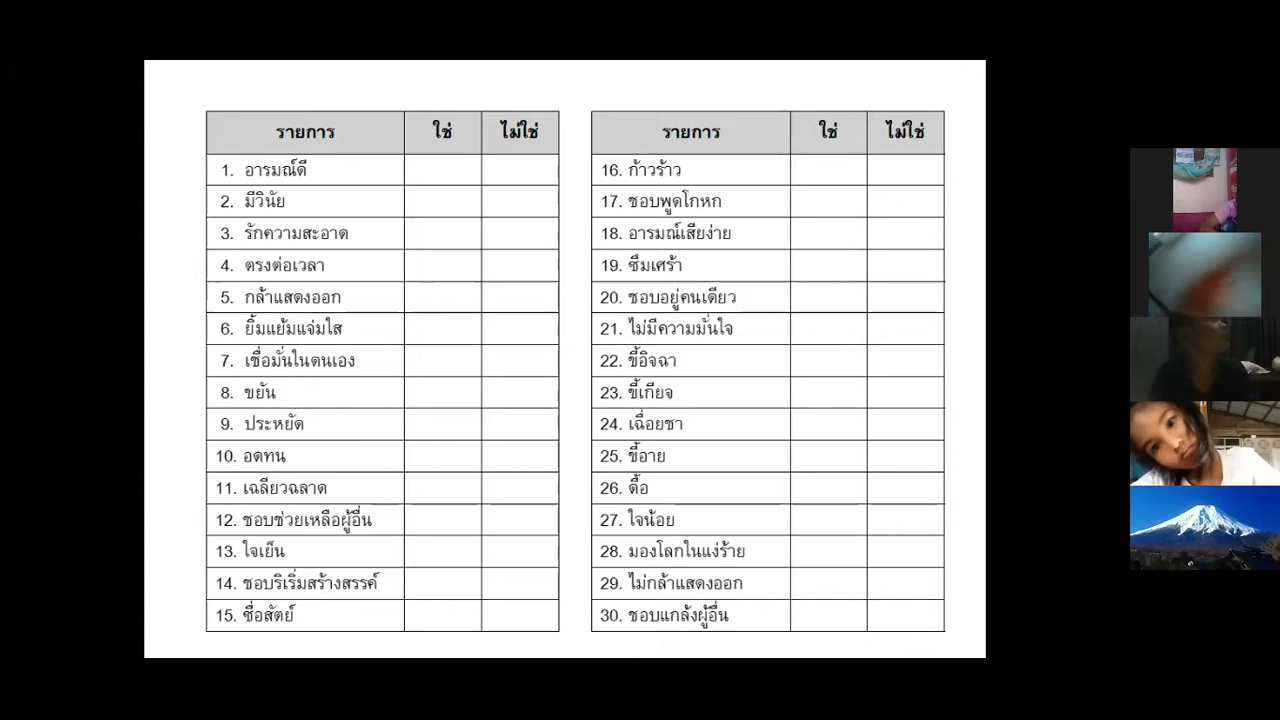 รายการ ใช่ ไม่ใช่
1. อารมณ์ดี
2. มีวินัย
3. รักความสะอาด
4. ตรงต่อเวลา
5. กล้าแสดงออก
6. ยิ้มแย้มแจ่มใส
7. เชื่อมั่นในตนเอง
8. ขยัน
9. ประหยัด
10. อดทน
11. เฉลียวฉลาด
12. ชอบช่วยเหลือผู้อื่น
13. ใจเย็น
14. ชอบริเริ่มสร้างสรรค์
15. ซื่อสัตย์
รายการ ใช่ ไม่ใช่
16. ก้าวร้าว
17. ชอบพูดโกหก
18. อารมณ์เสียง่าย
19. ซึมเศร้า
20. ชอบอยู่คนเดียว
21. ไม่มีความมั่นใจ
22. ขี้อิจฉา
23. ขี้เกียจ
24. เฉื่อยชา
25. ขี้อาย
26. ดื้อ
27. ใจน้อย
28. มองโลกในแง่ร้าย
29. ไม่กล้าแสดงออก
30. ชอบแกล้งผู้อื่น